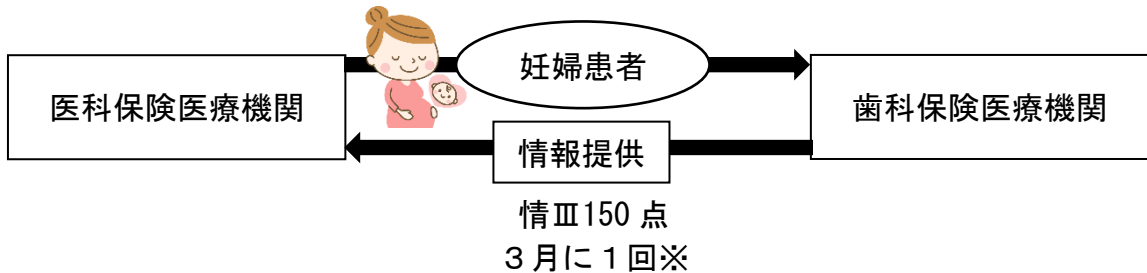 妊婦患者
医科保険医療機関
歯科保険医療機関
情報提供
情Ⅲ150 点
３月に１回※